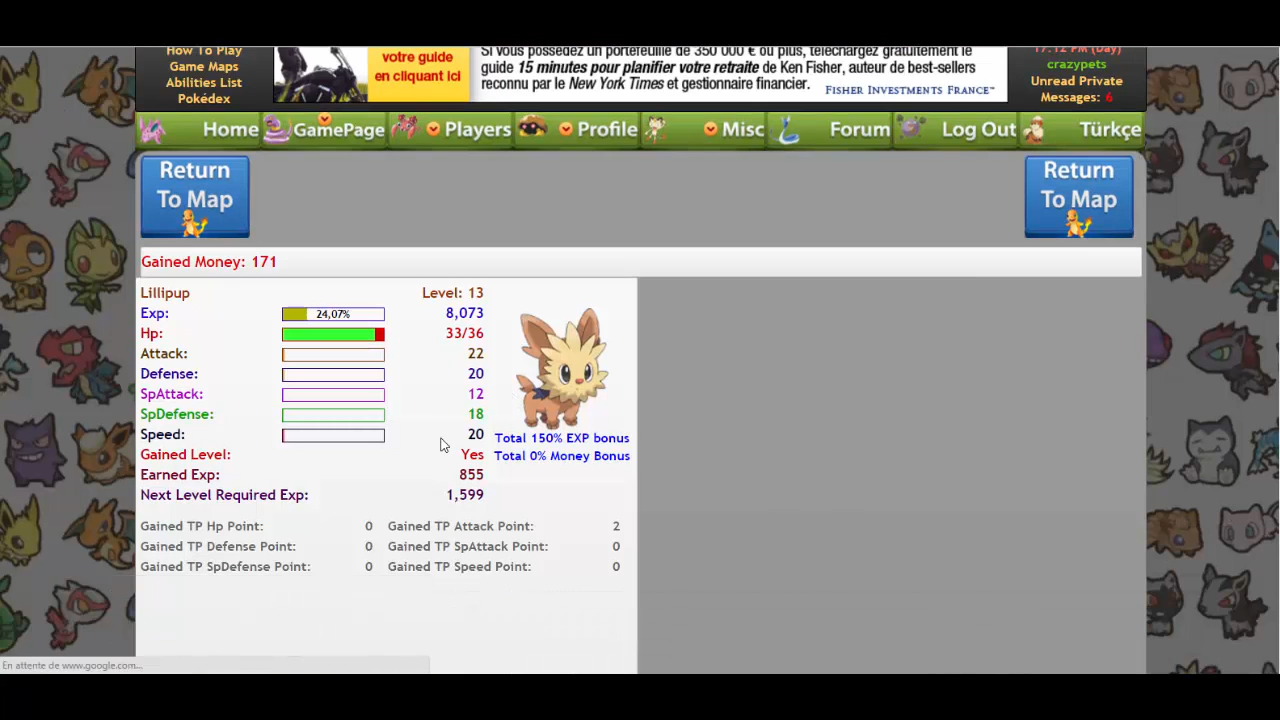 How To Play
Game Maps
Abilities List
Pokédex
votre guide
en cliquant ici
Si vous possédez un portefeuille de 350 000 € ou plus, téléchargez gratuitement le
guide 15 minutes pour planifier votre retraite de Ken Fisher, auteur de best-sellers
reconnu par le New York Times et gestionnaire financier.
FISHER INVESTMENTS FRANCE™
17:12 PM (Day)
crazypets
Unread Private
Messages: 6
Home GamePage Players Profile Misc Forum Log Out Türkçe
Return
To Map
Return
To Map
Gained Money: 171
Lillipup Level: 13
Exp: 24,07% 8,073
Hp: 33/36
Attack: 22
Defense: 20
SpAttack: 12
SpDefense: 18
Speed: 20
Gained Level: Yes
Earned Exp: 855
Next Level Required Exp: 1,599
Total 150% EXP bonus
Total 0% Money Bonus
Gained TP Hp Point: 0 Gained TP Attack Point: 2
Gained TP Defense Point: 0 Gained TP SpAttack Point: 0
Gained TP SpDefense Point: 0 Gained TP Speed Point: 0
En attente de www.google.com...